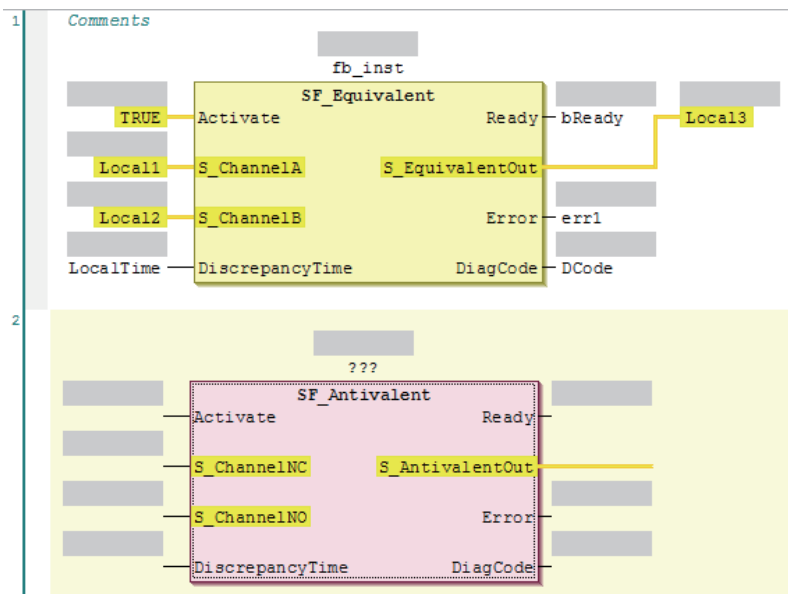 1 Comments
fb_inst
SF_Equivalent
TRUE Activate Ready bReady Local3
Local1 S_ChannelA S_EquivalentOut
Local2 S_ChannelB Error err1
LocalTime DiscrepancyTime DiagCode DCode
2
???
SF_Antivalent
Activate Ready
S_ChannelNC S_AntivalentOut
S_ChannelNO Error
DiscrepancyTime DiagCode